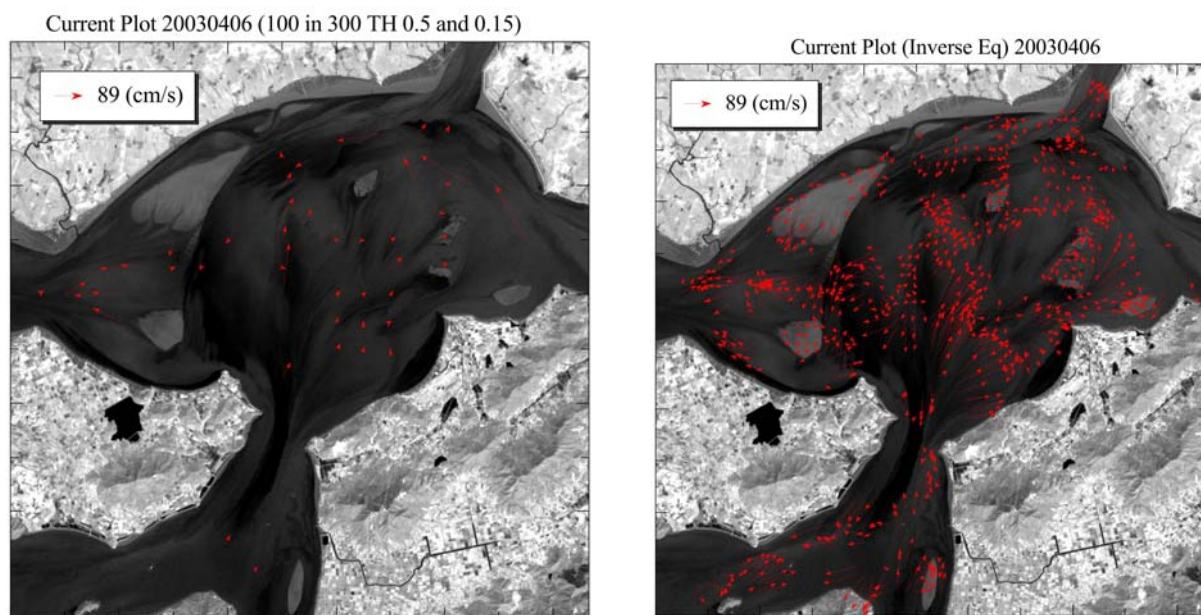 Current Plot 20030406 (100 in 300 TH 0.5 and 0.15)
89 (cm/s)
Current Plot (Inverse Eq) 20030406
89 (cm/s)